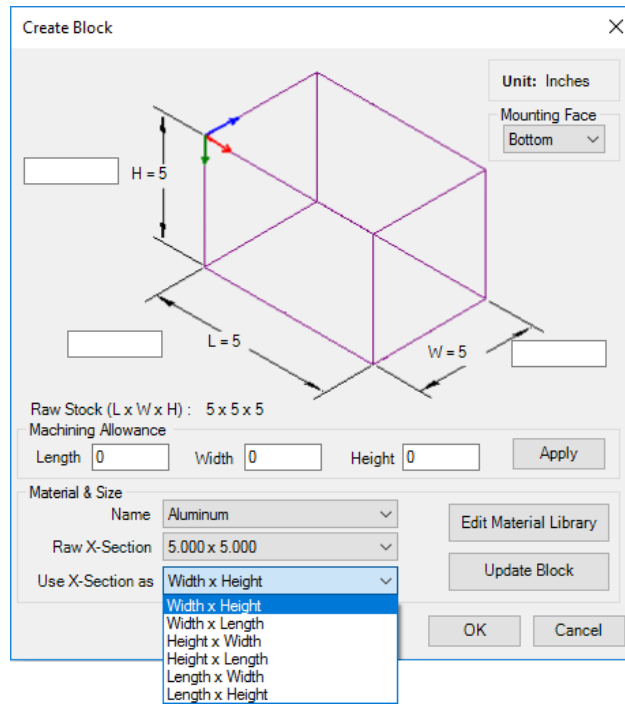 Create Block
Unit: Inches
Mounting Face
Bottom
H = 5
L = 5
W = 5
Raw Stock (L x W x H) : 5 x 5 x 5
Machining Allowance
Length 0 Width 0 Height 0 Apply
Material & Size
Name Aluminum
Edit Material Library
Raw X-Section 5.000 x 5.000
Update Block
Use X-Section as Width x Height
Width x Height
Width x Length
Height x Width
Height x Length
Length x Width
Length x Height
OK Cancel